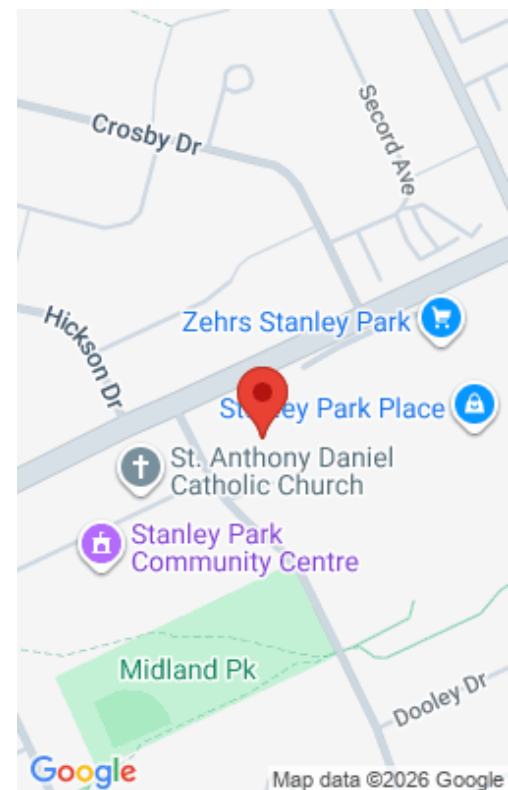 Crosby Dr
Second Ave
Zehrs Stanley Park
Hickson Dr
Stanley Park Place
St. Anthony Daniel
Catholic Church
Stanley Park
Community Centre
Midland Pk
Dooley Dr
Google
Map data ©2026 Google